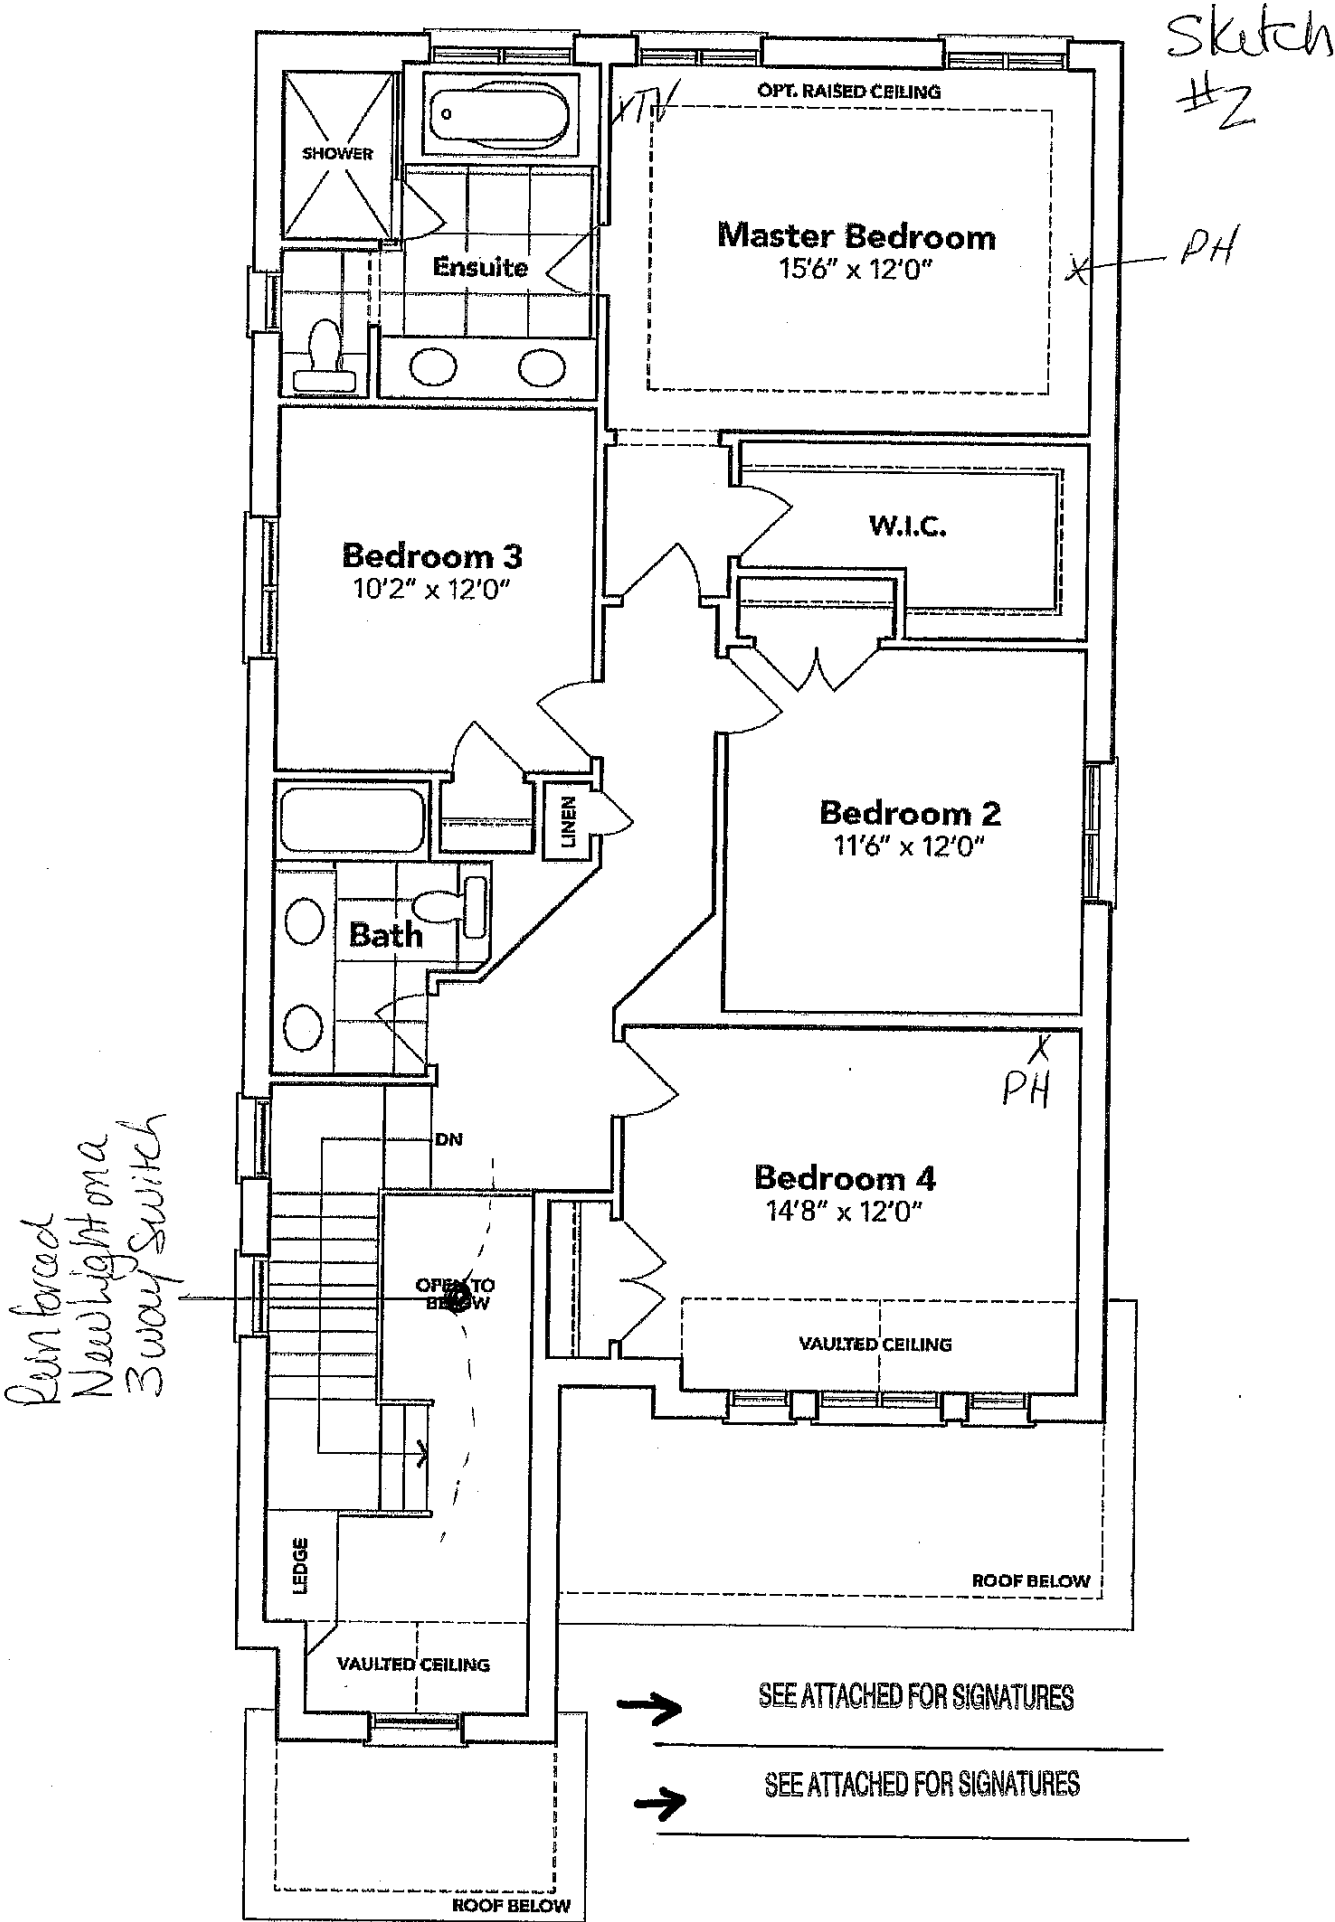 Sketch
#2
OPT. RAISED CEILING
xTV
SHOWER
Master Bedroom
15'6" x 12'0"
X PH
Ensuite
W.I.C.
Bedroom 3
10'2" x 12'0"
Bedroom 2
11'6" x 12'0"
LINEN
Bath
X
PH
DN
Bedroom 4
14'8" x 12'0"
Reinforced
New Light on a
3 way switch
OPEN TO
BELOW
VAULTED CEILING
LEDGE
ROOF BELOW
VAULTED CEILING
SEE ATTACHED FOR SIGNATURES
SEE ATTACHED FOR SIGNATURES
ROOF BELOW